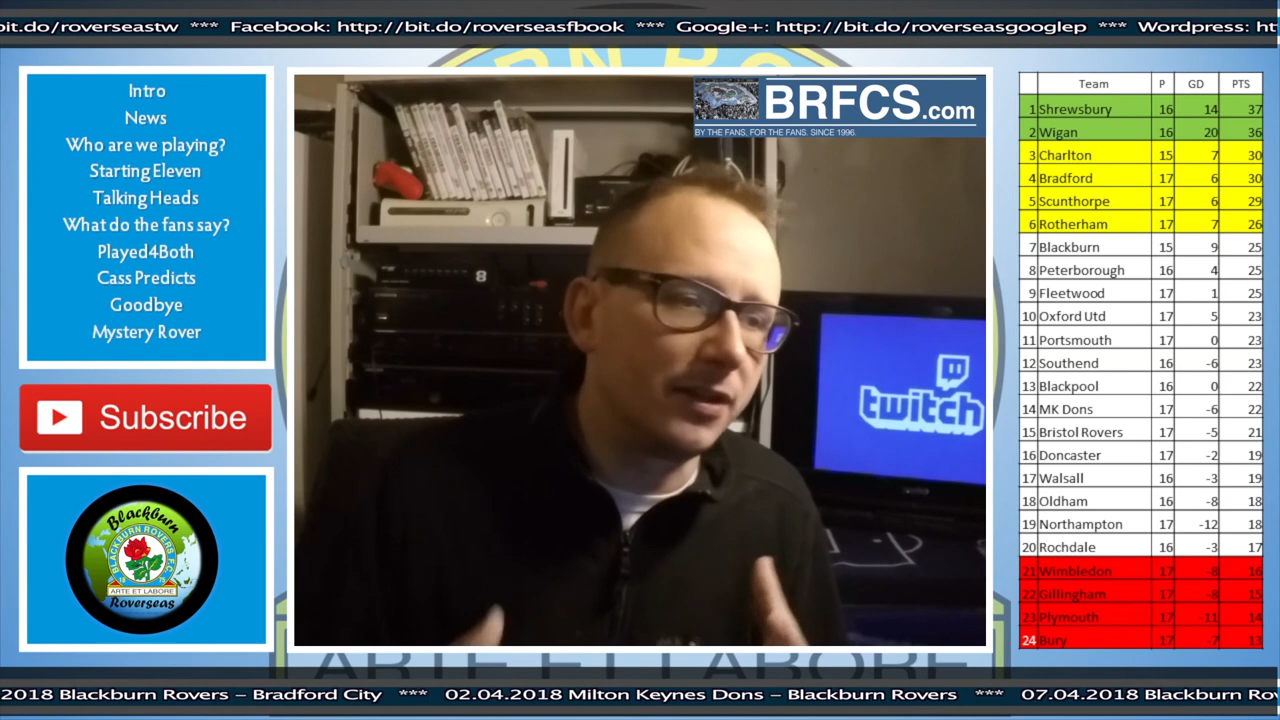 bit.do/roverseastw *** Facebook: http://bit.do/roverseasfbook *** Google+: http://bit.do/roverseasgooglep *** Wordpress: ht
Intro
News
Who are we playing?
Starting Eleven
Talking Heads
What do the fans say?
Played4Both
Cass Predicts
Goodbye
Mystery Rover
Subscribe
Blackburn
BLACKBURN ROVERS F.C.
18 75
ARTE ET LABORE
Roverseas
BRFCS.com
BY THE FANS, FOR THE FANS. SINCE 1996.
8
twitch
Team P GD PTS
1 Shrewsbury 16 14 37
2 Wigan 16 20 36
3 Charlton 15 7 30
4 Bradford 17 6 30
5 Scunthorpe 17 6 29
6 Rotherham 17 7 26
7 Blackburn 15 9 25
8 Peterborough 16 4 25
9 Fleetwood 17 1 25
10 Oxford Utd 17 5 23
11 Portsmouth 17 0 23
12 Southend 16 -6 23
13 Blackpool 16 0 22
14 MK Dons 17 -6 22
15 Bristol Rovers 17 -5 21
16 Doncaster 17 -2 19
17 Walsall 16 -3 19
18 Oldham 16 -8 18
19 Northampton 17 -12 18
20 Rochdale 16 -3 17
21 Wimbledon 17 -8 16
22 Gillingham 17 -8 15
23 Plymouth 17 -11 14
24 Bury 17 -7 13
ARTE ET LABORE
2018 Blackburn Rovers – Bradford City *** 02.04.2018 Milton Keynes Dons – Blackburn Rovers *** 07.04.2018 Blackburn Rov